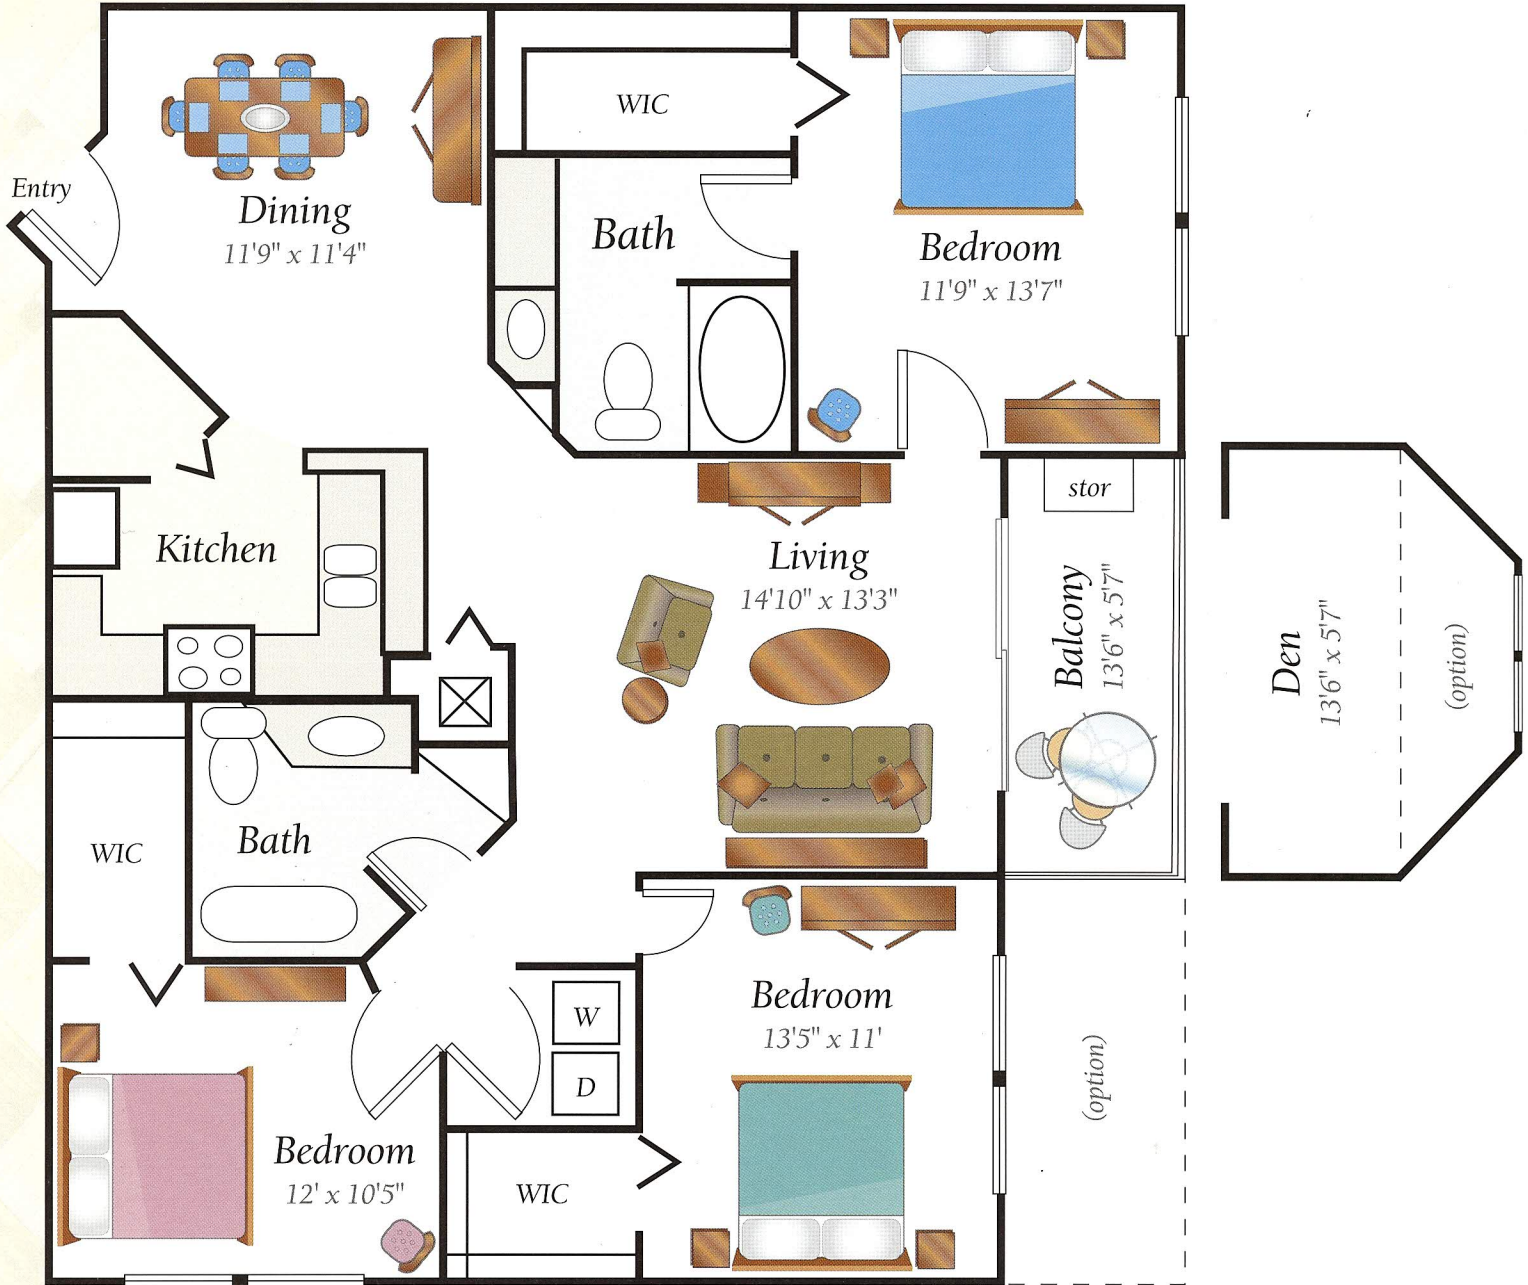 WIC
Entry
Dining
11'9" x 11'4"
Bath
Bedroom
11'9" x 13'7"
stor
Kitchen
Living
14'10" x 13'3"
Balcony
13'6" x 5'7"
Den
13'6" x 5'7"
(option)
WIC
Bath
Bedroom
13'5" x 11'
W
D
(option)
Bedroom
12' x 10'5"
WIC